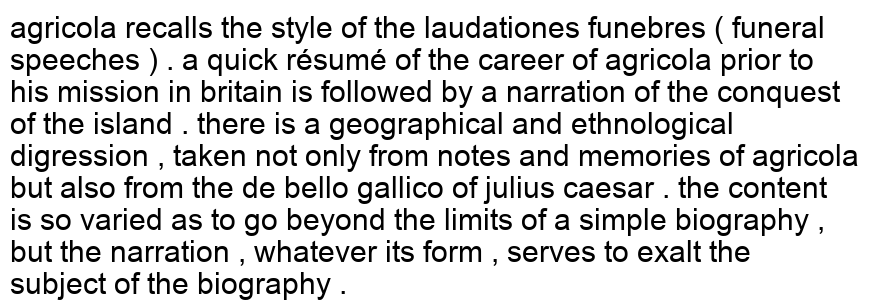 agricola recalls the style of the laudationes funebres ( funeral
speeches ) . a quick résumé of the career of agricola prior to
his mission in britain is followed by a narration of the conquest
of the island . there is a geographical and ethnological
digression , taken not only from notes and memories of agricola
but also from the de bello gallico of julius caesar . the content
is so varied as to go beyond the limits of a simple biography ,
but the narration , whatever its form , serves to exalt the
subject of the biography .